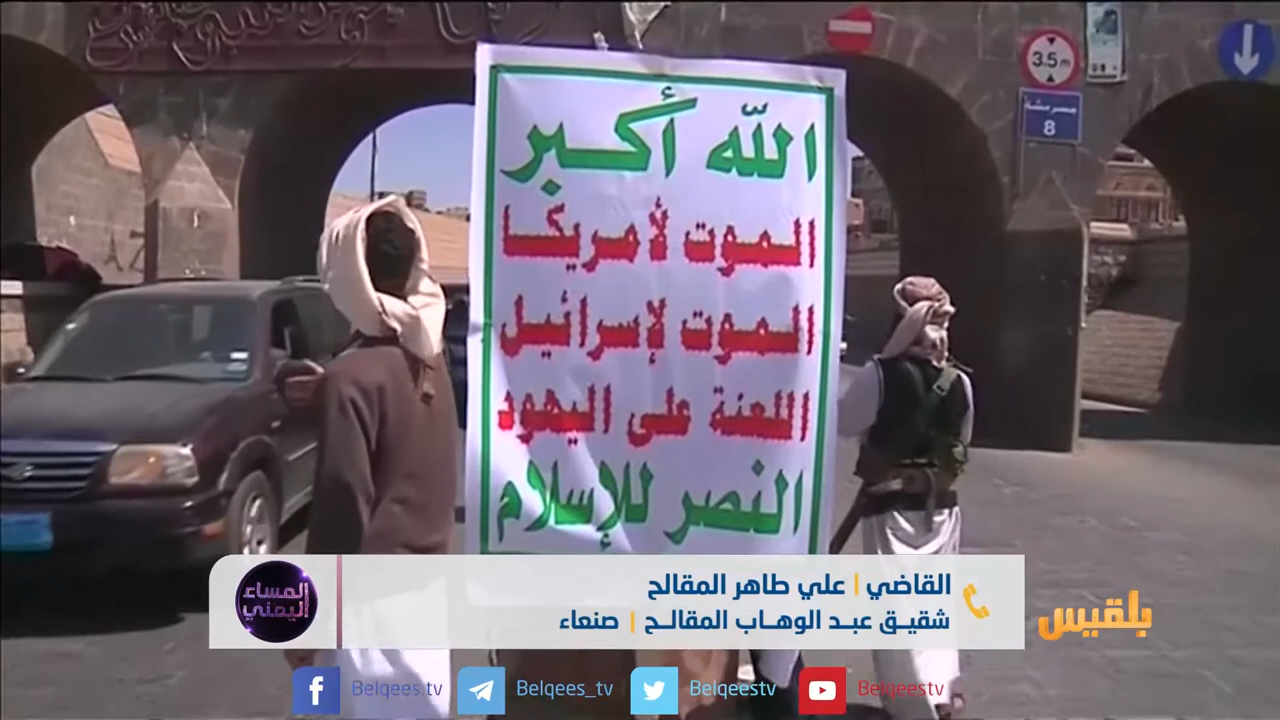 3.5m
8
الله أكبر
الموت لأمريكا
الموت لإسرائيل
اللعنة على اليهود
النصر للإسلام
القاضي | علي طاهر المقالح
شقيق عبد الوهاب المقالح | صنعاء
المساء اليمني
بلقيس
Belqees.tv
Belqees_tv
Belqeestv
Belqeestv